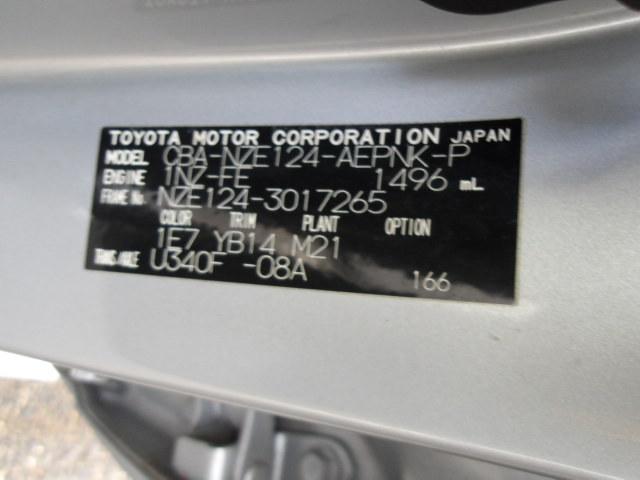 TOYOTA MOTOR CORPORATION JAPAN
MODEL CBA-NZE124-AEPNK-P
ENGINE 1NZ-FE 1496 mL
FRAME No. NZE124-3017265
COLOR TRIM PLANT OPTION
1E7 YB14 M21
TRANS/AXLE U340F -08A
166